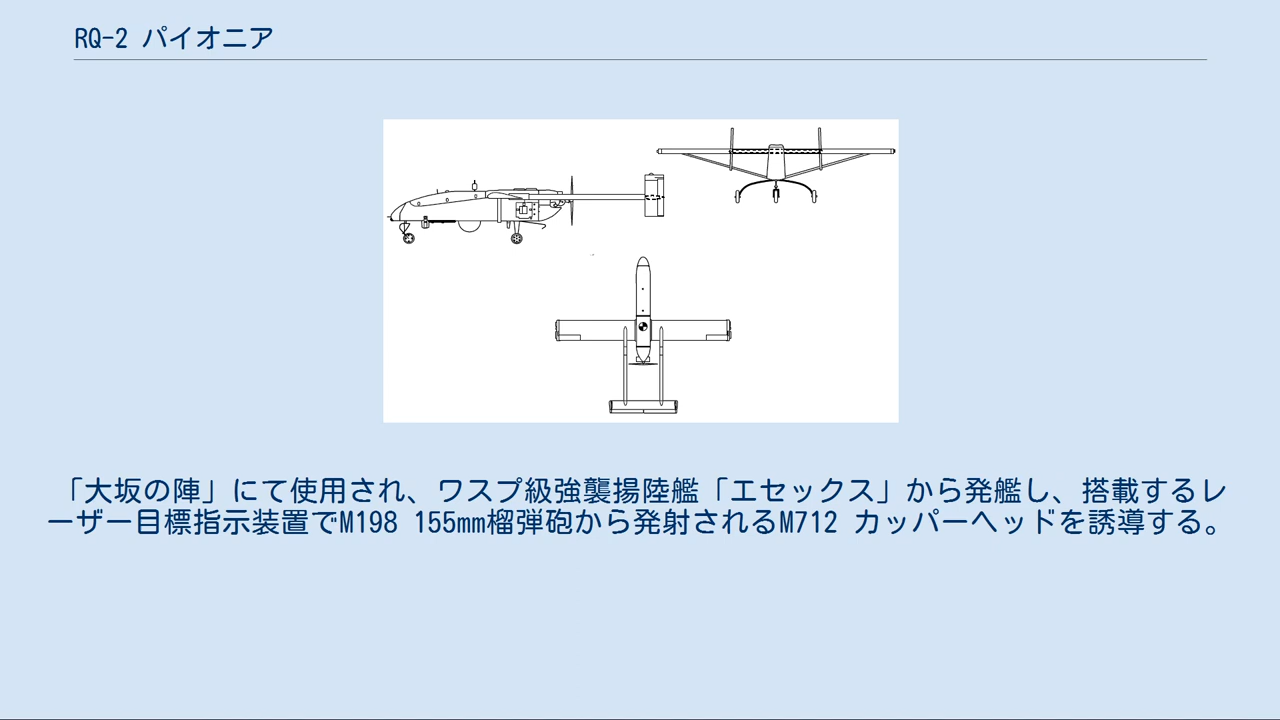 RQ-2 パイオニア
「大坂の陣」にて使用され、ワスプ級強襲揚陸艦「エセックス」から発艦し、搭載するレ
ーザー目標指示装置でM198 155mm榴弾砲から発射されるM712 カッパーヘッドを誘導する。